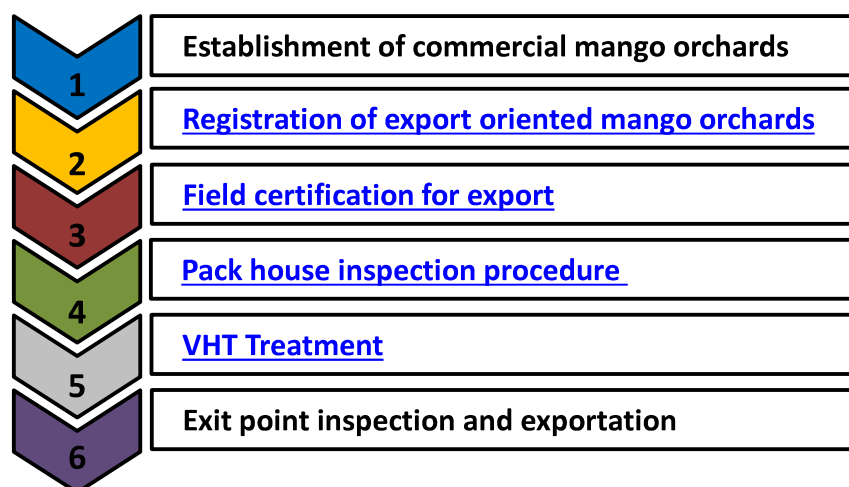 1
Establishment of commercial mango orchards
2
Registration of export oriented mango orchards
3
Field certification for export
4
Pack house inspection procedure
5
VHT Treatment
6
Exit point inspection and exportation